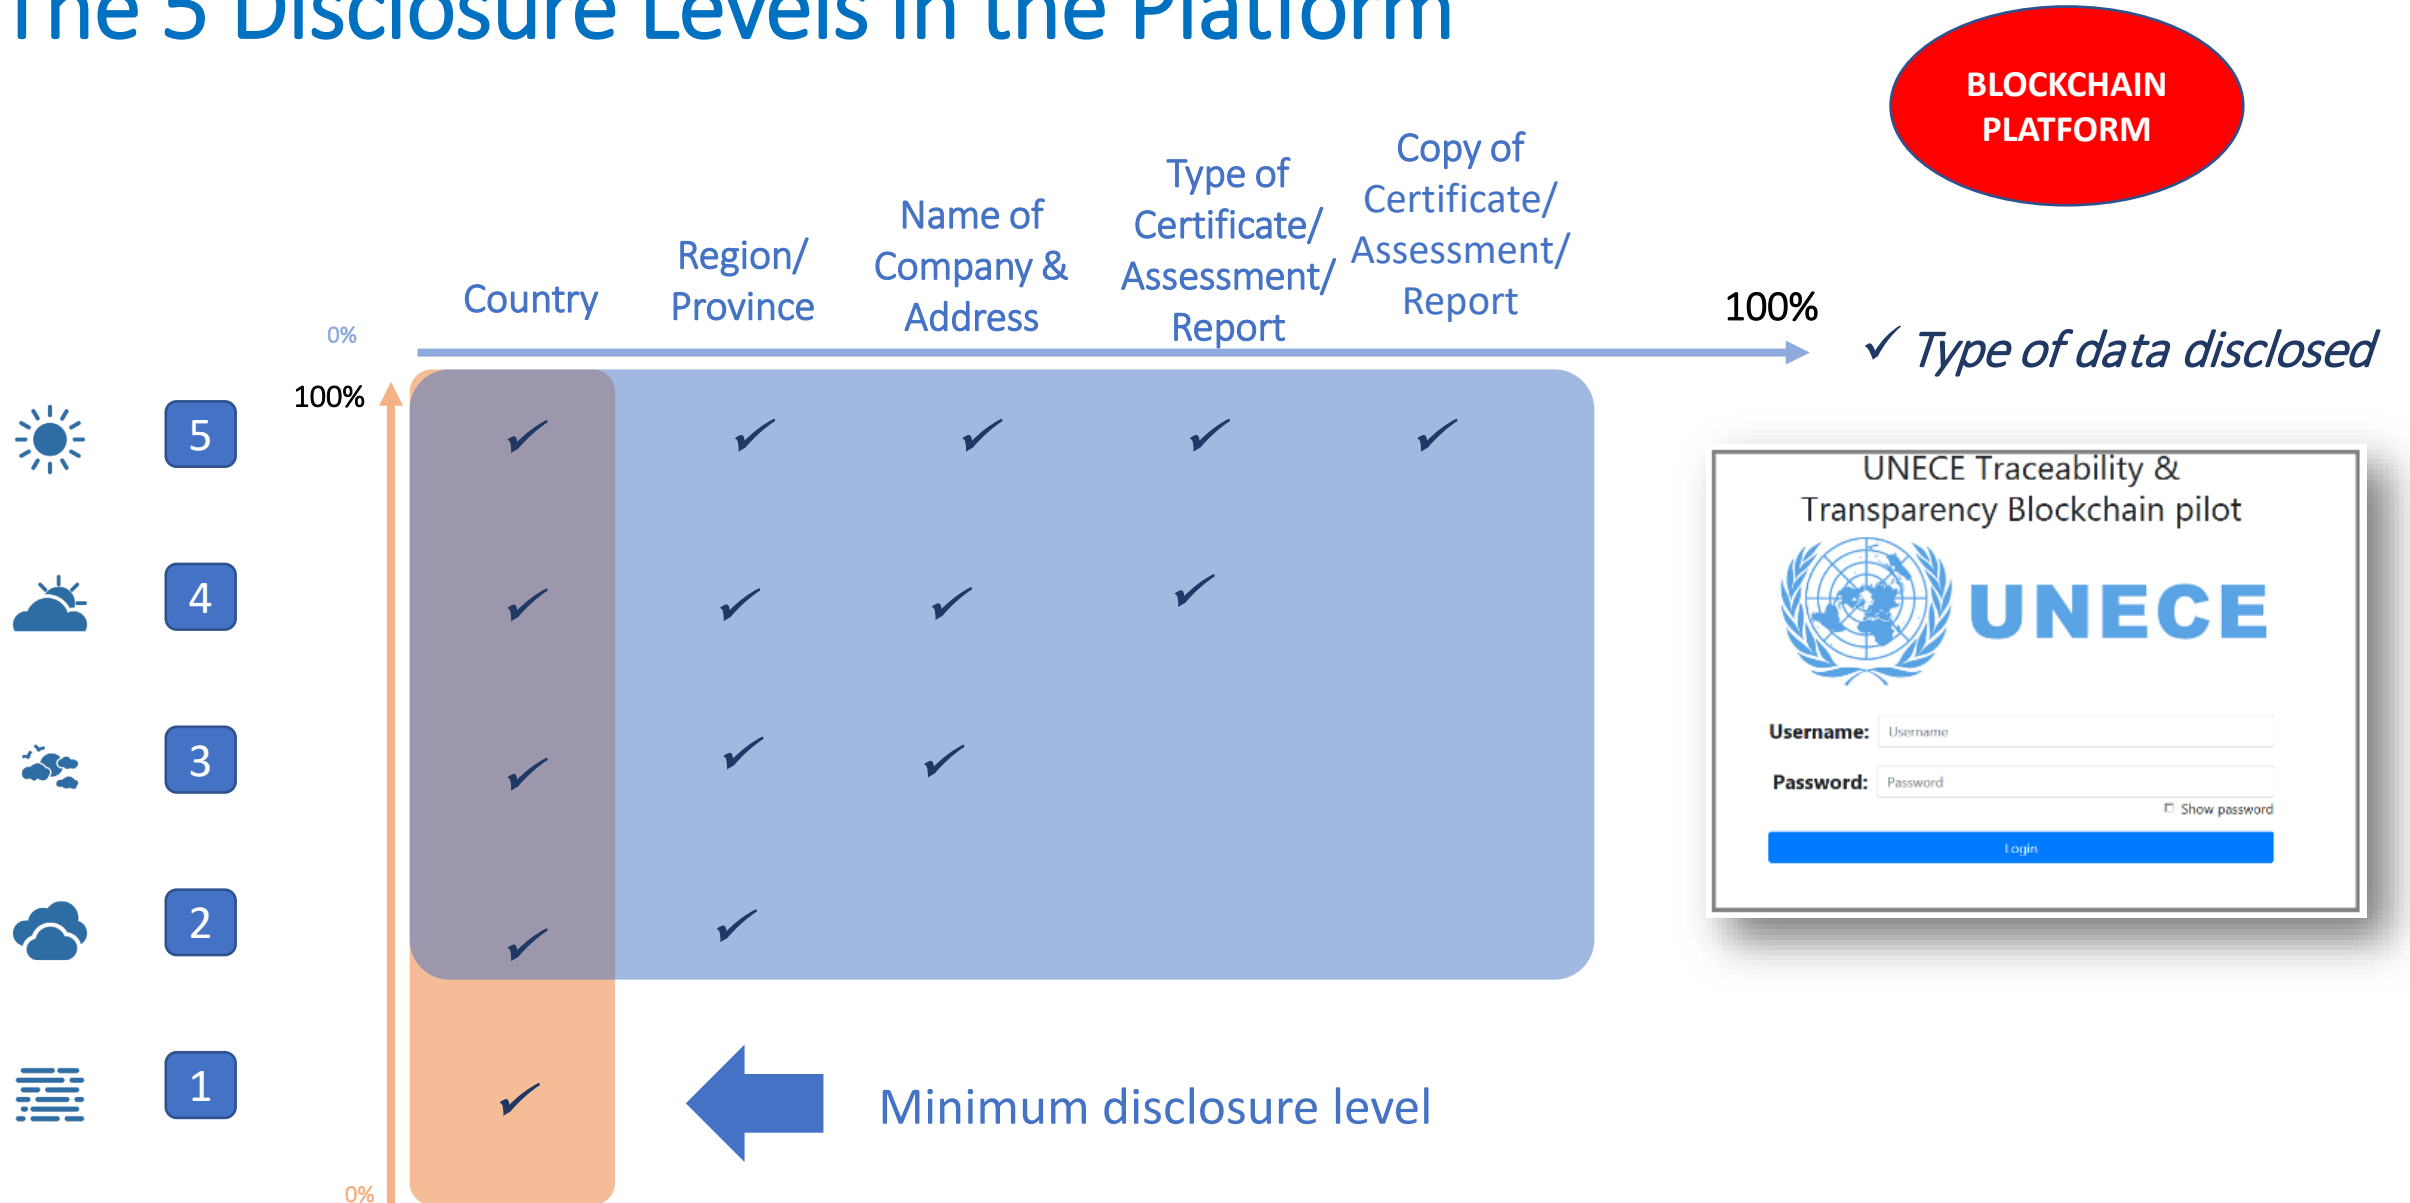 The 5 Disclosure Levels in the Platform
BLOCKCHAIN
PLATFORM
Country
Region/
Province
Name of
Company &
Address
Type of
Certificate/
Assessment/
Report
Copy of
Certificate/
Assessment/
Report
0%
100%
✓ Type of data disclosed
100%
5
✓ ✓ ✓ ✓ ✓
4
✓ ✓ ✓ ✓
3
✓ ✓ ✓
2
✓ ✓
1
✓
Minimum disclosure level
0%
UNECE Traceability &
Transparency Blockchain pilot
UNECE
Username: Username
Password: Password
Show password
Login